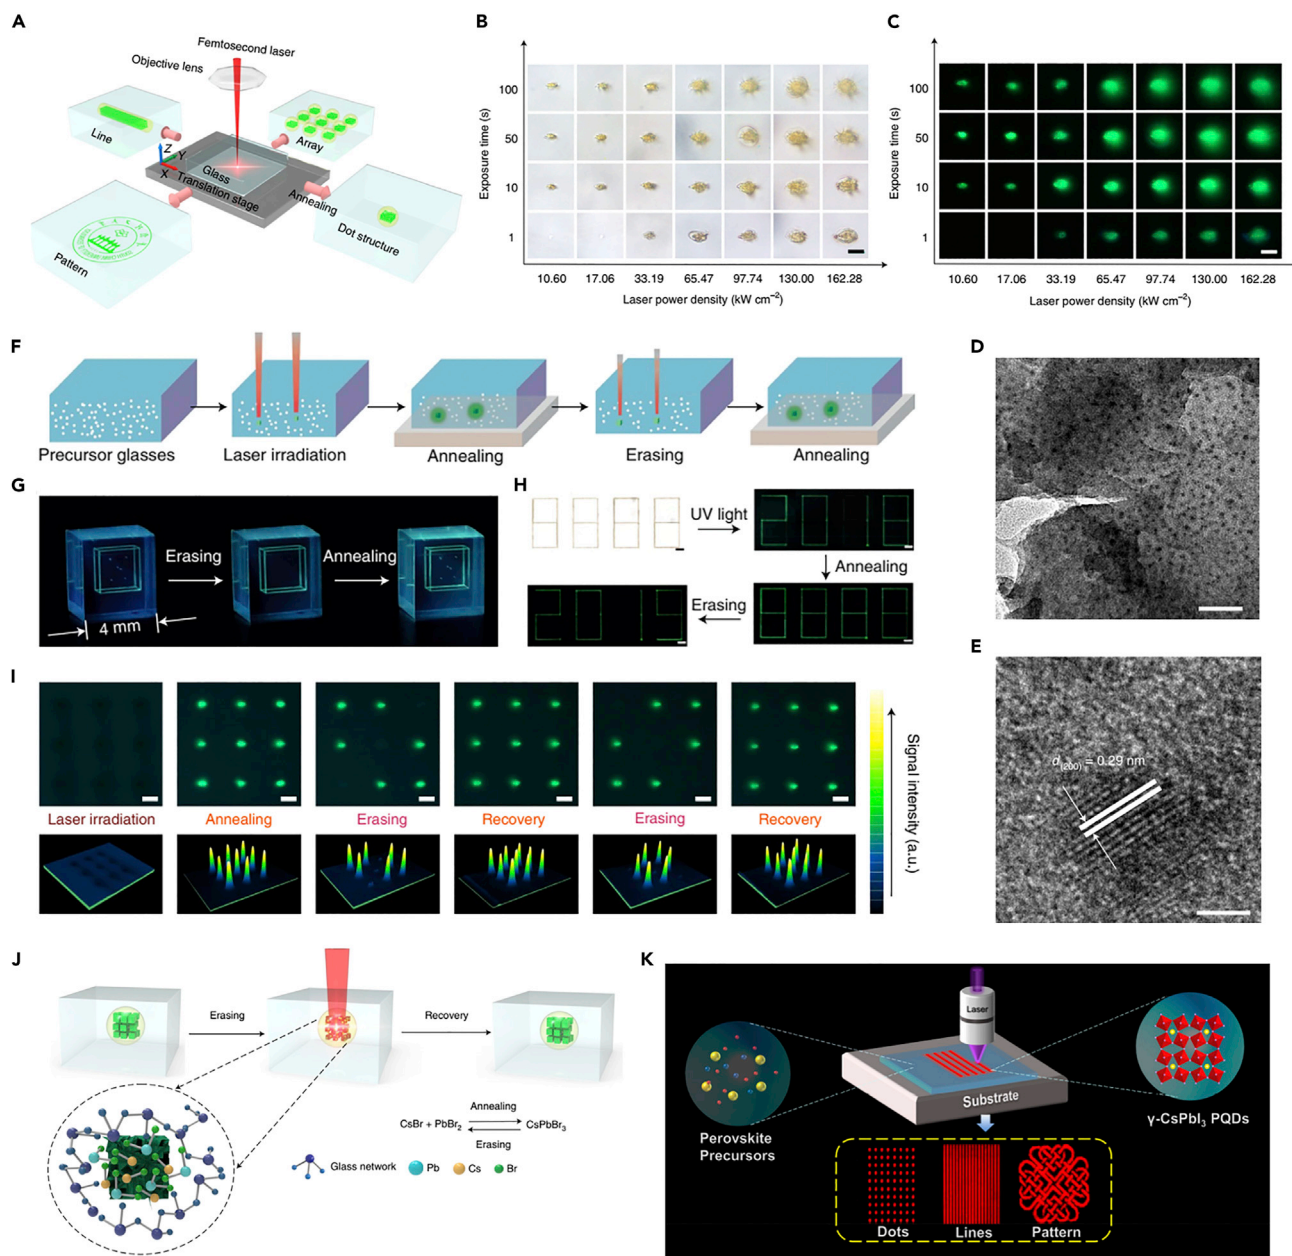 A
Femtosecond laser
Objective lens
Line
Array
Z
Y
X
Glass
Translation stage
Annealing
Dot structure
Pattern
B
Exposure time (s)
100
50
10
1
10.60 17.06 33.19 65.47 97.74 130.00 162.28
Laser power density (kW cm−2)
C
Exposure time (s)
100
50
10
1
10.60 17.06 33.19 65.47 97.74 130.00 162.28
Laser power density (kW cm−2)
F
Precursor glasses
Laser irradiation
Annealing
Erasing
Annealing
D
G
Erasing
Annealing
4 mm
H
UV light
Annealing
Erasing
E
d(200) = 0.29 nm
I
Laser irradiation
Annealing
Erasing
Recovery
Erasing
Recovery
Signal intensity (a.u.)
J
Erasing
Recovery
Annealing
CsBr + PbBr2
CsPbBr3
Erasing
Glass network
Pb
Cs
Br
K
Laser
Substrate
Perovskite
Precursors
γ-CsPbI3 PQDs
Dots
Lines
Pattern